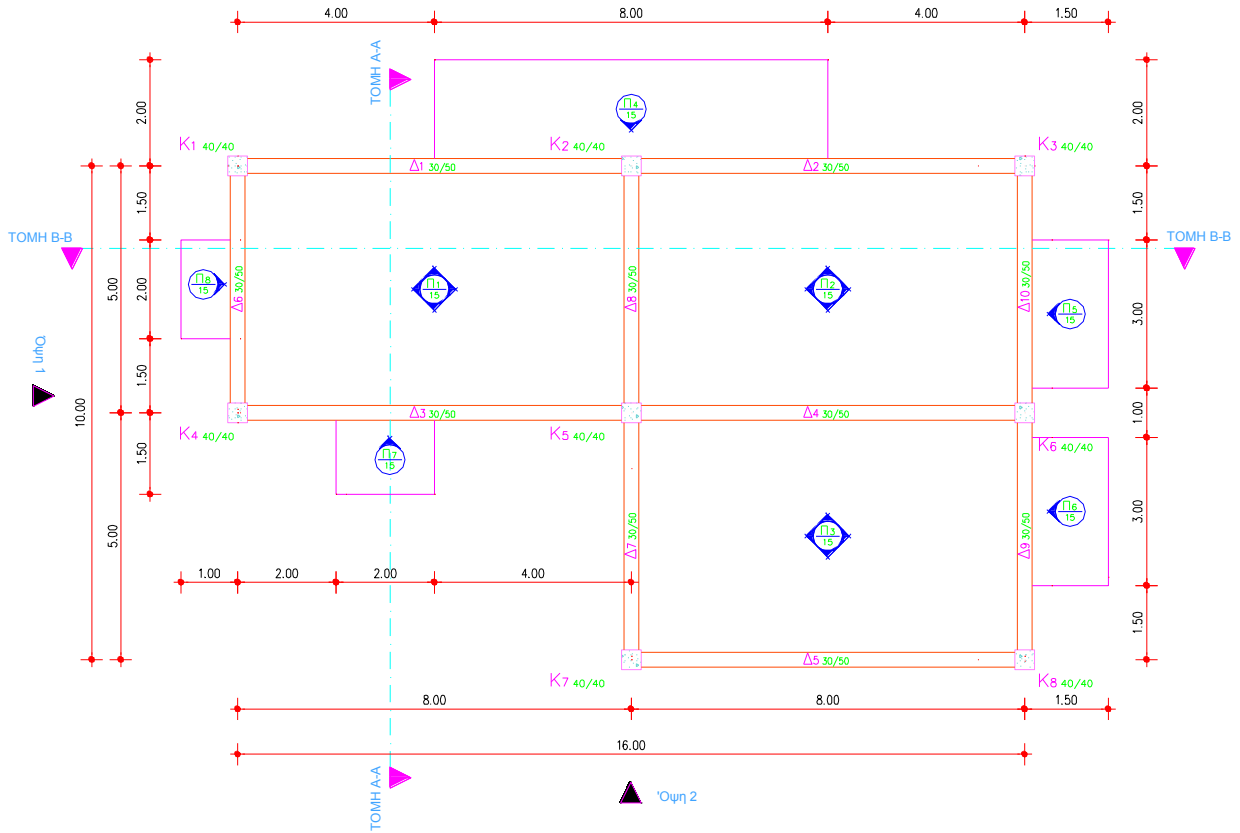 4.00 8.00 4.00 1.50
ΤΟΜΗ Α-Α
2.00
Π4 15
2.00
Κ1 40/40
Κ2 40/40
Κ3 40/40
Δ1 30/50
Δ2 30/50
1.50
1.50
ΤΟΜΗ Β-Β
ΤΟΜΗ Β-Β
Π8 15
Δ6 30/50
Π1 15
Δ8 30/50
Π2 15
Δ10 30/50
Π5 15
5.00
2.00
3.00
Όψη 1
1.50
10.00
Δ3 30/50
Δ4 30/50
1.00
Κ4 40/40
Κ5 40/40
Κ6 40/40
1.50
Π7 15
5.00
Δ7 30/50
Π3 15
Δ9 30/50
Π6 15
3.00
1.00 2.00 2.00 4.00
1.50
Δ5 30/50
Κ7 40/40
Κ8 40/40
8.00 8.00 1.50
16.00
ΤΟΜΗ Α-Α
Όψη 2